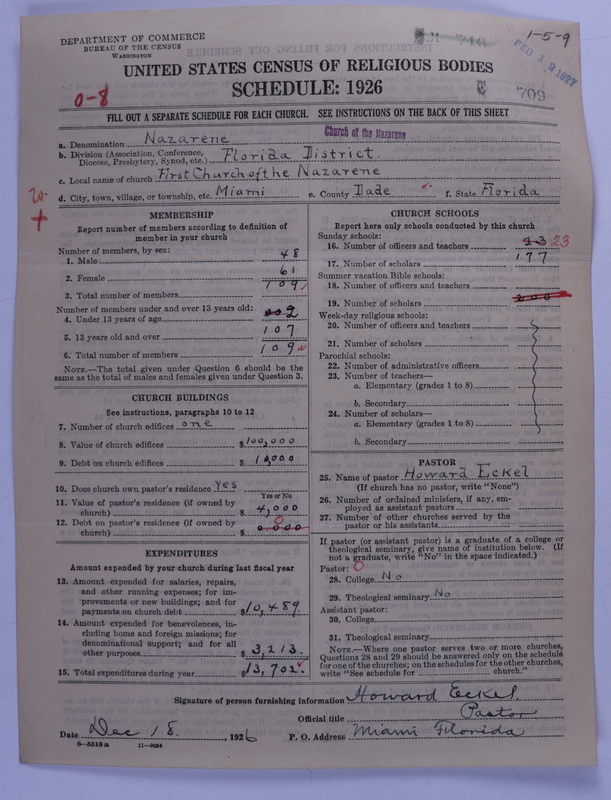 DEPARTMENT OF COMMERCE
BUREAU OF THE CENSUS
WASHINGTON
1-5-9
FEB 19 1927
UNITED STATES CENSUS OF RELIGIOUS BODIES
SCHEDULE: 1926
0-8
709
FILL OUT A SEPARATE SCHEDULE FOR EACH CHURCH. SEE INSTRUCTIONS ON THE BACK OF THIS SHEET
Church of the Nazarene
a. Denomination Nazarene
b. Division (Association, Conference, Diocese, Presbytery, Synod, etc.) Florida District.
c. Local name of church First Church of the Nazarene
d. City, town, village, or township, etc. Miami e. County Dade f. State Florida
MEMBERSHIP
Report number of members according to definition of
member in your church
Number of members, by sex:
1. Male 48
2. Female 61
3. Total number of members 109
Number of members under and over 13 years old:
4. Under 13 years of age 2
5. 13 years old and over 107
6. Total number of members 109
NOTE.—The total given under Question 6 should be
same as the total of males and females given under Question 3.
CHURCH BUILDINGS
See instructions, paragraphs 10 to 12
7. Number of church edifices one
8. Value of church edifices $100,000
9. Debt on church edifices $
10. Does church own pastor's residence Yes
Yes or No
11. Value of pastor's residence (if owned by
church) $ 4,000
12. Debt on pastor's residence (if owned by
church) $ 0.000 0
EXPENDITURES
Amount expended by your church during last fiscal year
13. Amount expended for salaries, repairs,
and other running expenses; for im-
provements or new buildings; and for
payments on church debt $10,489
14. Amount expended for benevolences, in-
cluding home and foreign missions; for
denominational support; and for all
other purposes $ 3,213.
15. Total expenditures during year $13,702.
CHURCH SCHOOLS
Report here only schools conducted by this church
Sunday schools:
16. Number of officers and teachers 23
17. Number of scholars 177
Summer vacation Bible schools:
18. Number of officers and teachers
19. Number of scholars 200
Week-day religious schools:
20. Number of officers and teachers
21. Number of scholars
Parochial schools:
22. Number of administrative officers
23. Number of teachers—
a. Elementary (grades 1 to 8)
b. Secondary
24. Number of scholars—
a. Elementary (grades 1 to 8)
b. Secondary
PASTOR
25. Name of pastor Howard Eckel
(If church has no pastor, write "None")
26. Number of ordained ministers, if any, em-
ployed as assistant pastors
27. Number of other churches served by the
pastor or his assistants
If pastor (or assistant pastor) is a graduate of a college or
theological seminary, give name of institution below. (If
not a graduate, write "No" in the space indicated.)
Pastor: 0
28. College No
29. Theological seminary No
Assistant pastor:
30. College
31. Theological seminary
NOTE.—Where one pastor serves two or more churches,
Questions 28 and 29 should be answered only on the schedule
for one of the churches; on the schedules for the other churches,
write "See schedule for ............ church."
Signature of person furnishing information Howard Eckel
Official title Pastor
Date Dec 18, 1926 P. O. Address Miami Florida
8-5518a 11-9054